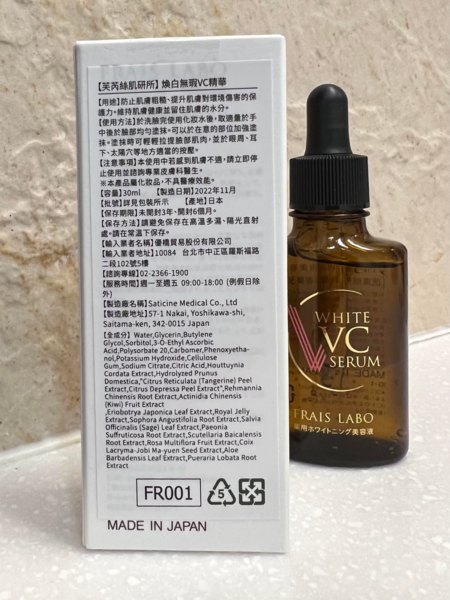 【芙芮絲肌研所】煥白無瑕VC精華
【用途】防止肌膚粗糙、提升肌膚對環境傷害的保
護力。維持肌膚健康並留住肌膚的水分。
【使用方法】於洗臉完使用化妝水後，取適量於手
中後於臉部均勻塗抹。可以於在意的部位加強塗
抹。塗抹時可輕輕拉提臉部肌肉，並於眼周、耳
下、太陽穴等地方適當的按壓。
【注意事項】本使用中若感到肌膚不適，請立即停
止使用並諮詢專業皮膚科醫生。
※本產品屬化妝品，不具醫療效能。
【容量】30ml 【製造日期】2022年11月
【批號】詳見包裝所示 【產地】日本
【保存期限】未開封3年、開封6個月。
【保存方法】請避免保存在高溫多濕、陽光直射
處。請在常溫下保存。
【輸入業者名稱】優橋貿易股份有限公司
【輸入業者地址】10084 台北市中正區羅斯福路
二段102號5樓
【諮詢專線】02-2366-1900
【服務時間】週一至週五 09:00-18:00 (例假日除
外)
【製造廠名稱】Saticine Medical Co., Ltd
【製造廠地址】57-1 Nakai, Yoshikawa-shi,
Saitama-ken, 342-0015 Japan
【全成分】Water,Glycerin,Butylene
Glycol,Sorbitol,3-O-Ethyl Ascorbic
Acid,Polysorbate 20,Carbomer,Phenoxyetha-
nol,Potassium Hydroxide,Cellulose
Gum,Sodium Citrate,Citric Acid,Houttuynia
Cordata Extract,Hydrolyzed Prunus
Domestica,"Citrus Reticulata (Tangerine) Peel
Extract,Citrus Depressa Peel Extract",Rehmannia
Chinensis Root Extract,Actinidia Chinensis
(Kiwi) Fruit Extract
,Eriobotrya Japonica Leaf Extract,Royal Jelly
Extract,Sophora Angustifolia Root Extract,Salvia
Officinalis (Sage) Leaf Extract,Paeonia
Suffruticosa Root Extract,Scutellaria Baicalensis
Root Extract,Rosa Multiflora Fruit Extract,Coix
Lacryma-Jobi Ma-yuen Seed Extract,Aloe
Barbadensis Leaf Extract,Pueraria Lobata Root
Extract
FR001
5
MADE IN JAPAN
WHITE
VC
SERUM
FRAIS LABO
薬用ホワイトニング美容液